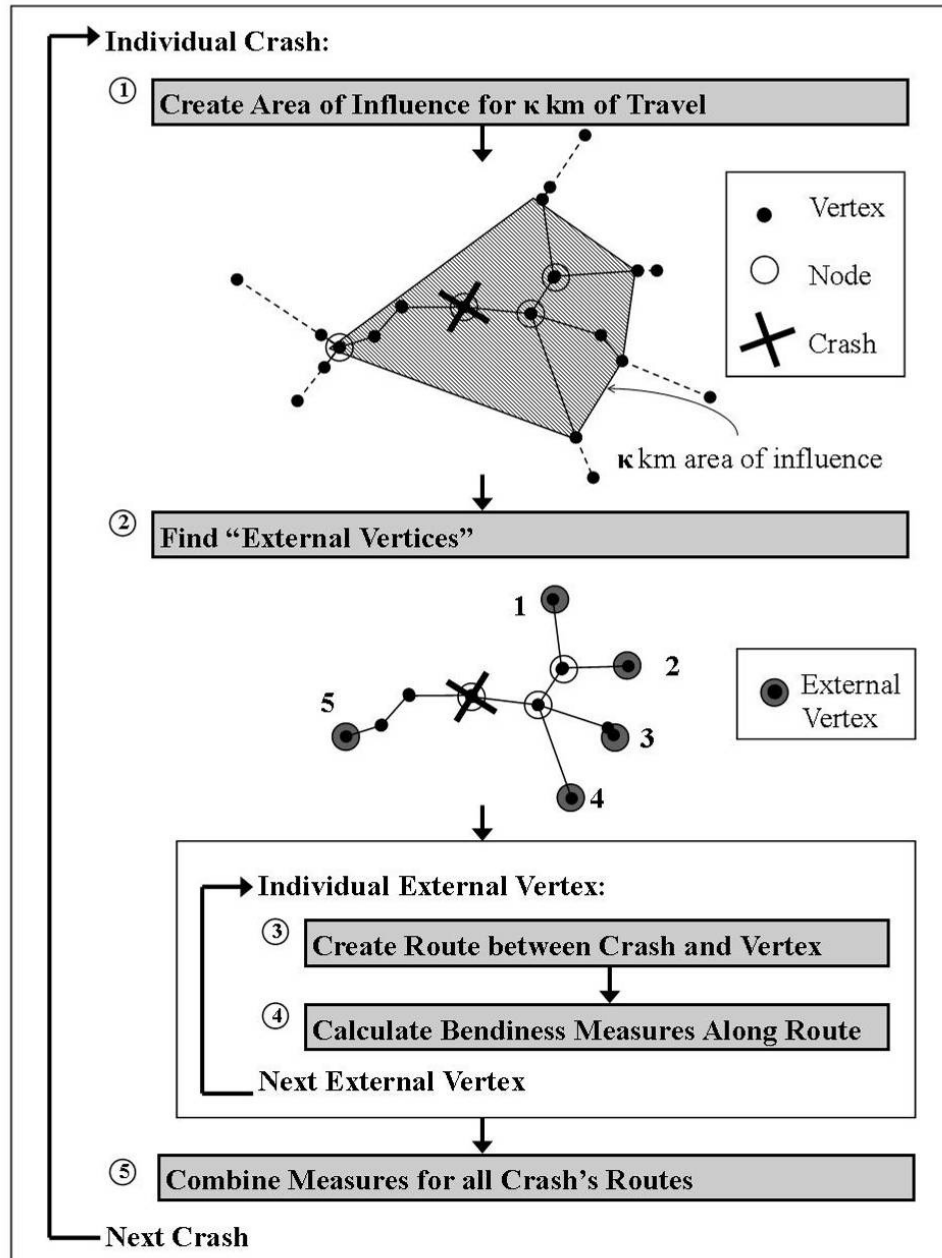 Individual Crash:
① Create Area of Influence for κ km of Travel
Vertex
Node
Crash
κ km area of influence
② Find “External Vertices”
1
2
3
4
5
External
Vertex
Individual External Vertex:
③ Create Route between Crash and Vertex
④ Calculate Bendiness Measures Along Route
Next External Vertex
⑤ Combine Measures for all Crash’s Routes
Next Crash